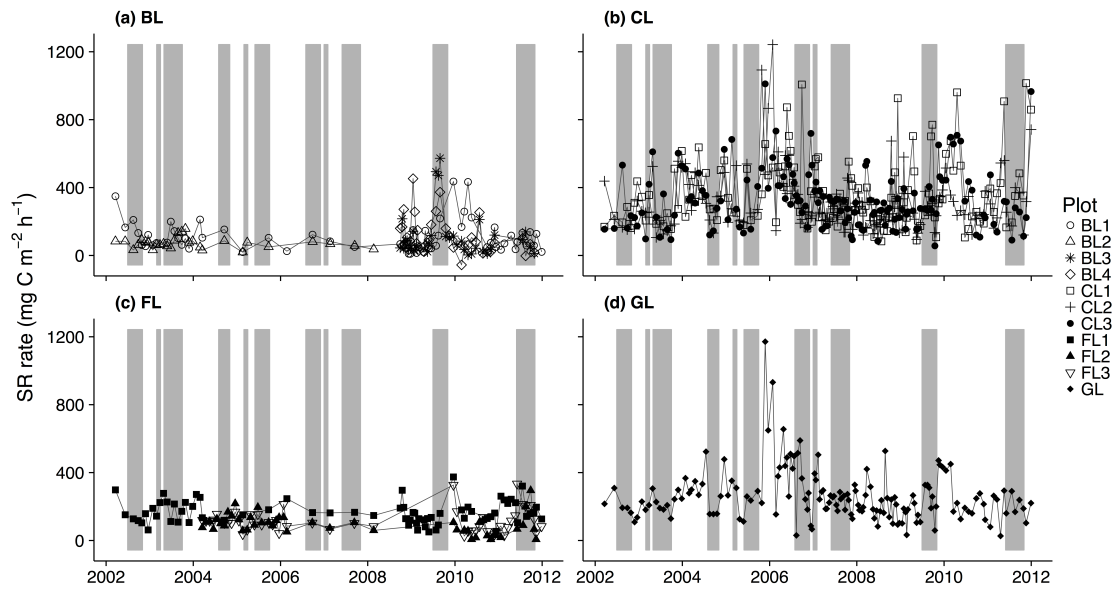 (a) BL
(b) CL
1200
800
400
0
(c) FL
(d) GL
1200
800
400
0
2002 2004 2006 2008 2010 2012
2002 2004 2006 2008 2010 2012
SR rate (mg C m⁻² h⁻¹)
Plot
BL1
BL2
BL3
BL4
CL1
CL2
CL3
FL1
FL2
FL3
GL